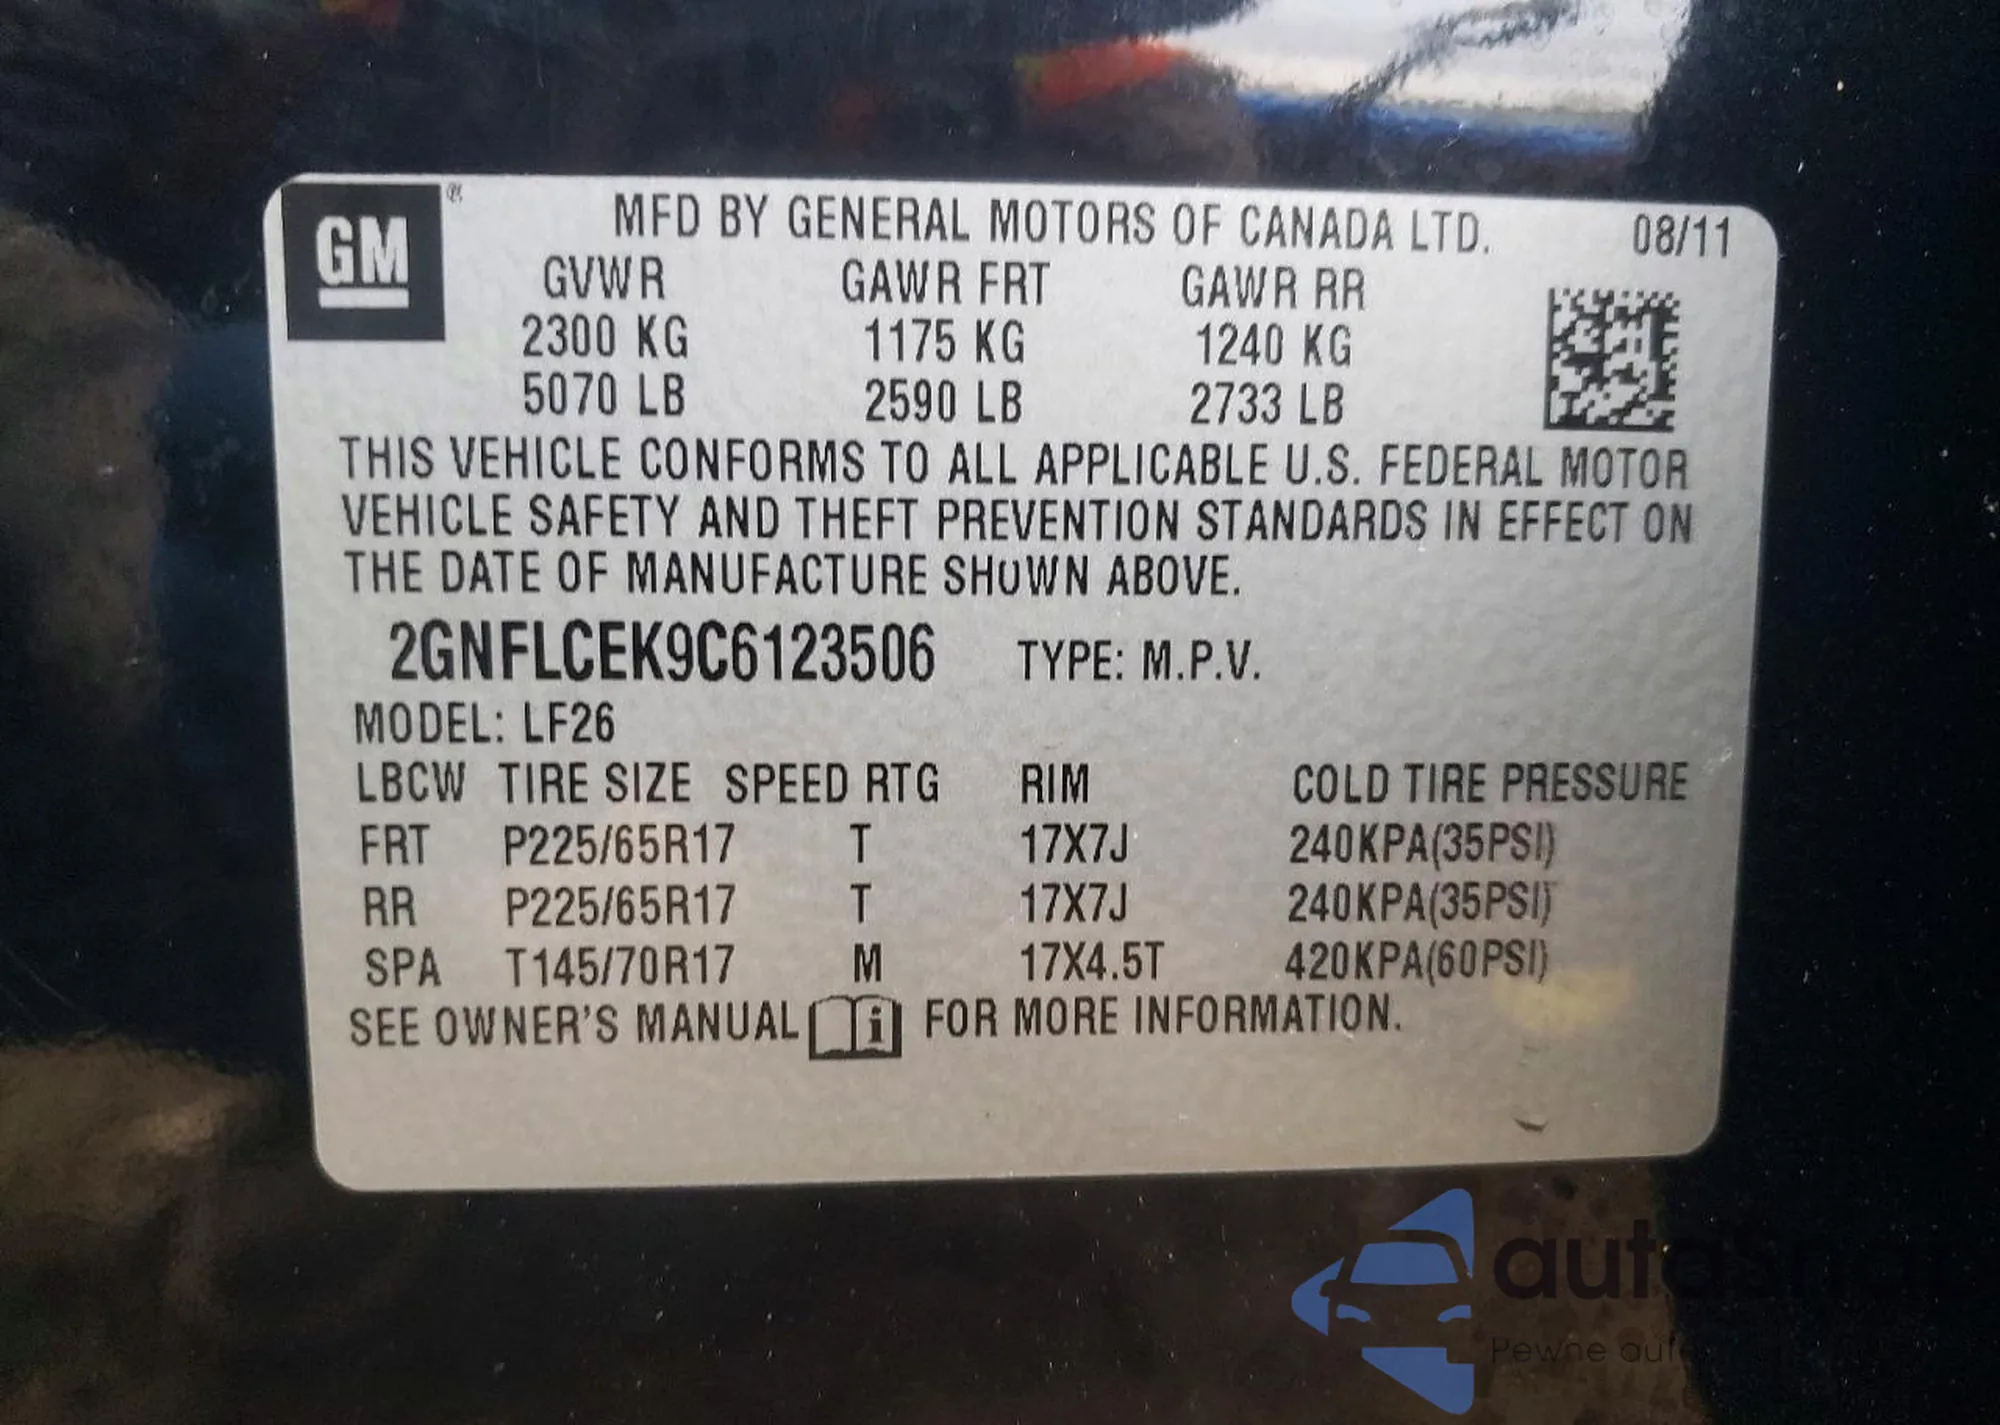 GM ®
MFD BY GENERAL MOTORS OF CANADA LTD. 08/11
GVWR GAWR FRT GAWR RR
2300 KG 1175 KG 1240 KG
5070 LB 2590 LB 2733 LB
THIS VEHICLE CONFORMS TO ALL APPLICABLE U.S. FEDERAL MOTOR
VEHICLE SAFETY AND THEFT PREVENTION STANDARDS IN EFFECT ON
THE DATE OF MANUFACTURE SHOWN ABOVE.
2GNFLCEK9C6123506 TYPE: M.P.V.
MODEL: LF26
LBCW TIRE SIZE SPEED RTG RIM COLD TIRE PRESSURE
FRT P225/65R17 T 17X7J 240KPA(35PSI)
RR P225/65R17 T 17X7J 240KPA(35PSI)
SPA T145/70R17 M 17X4.5T 420KPA(60PSI)
SEE OWNER'S MANUAL i FOR MORE INFORMATION.
Pewne